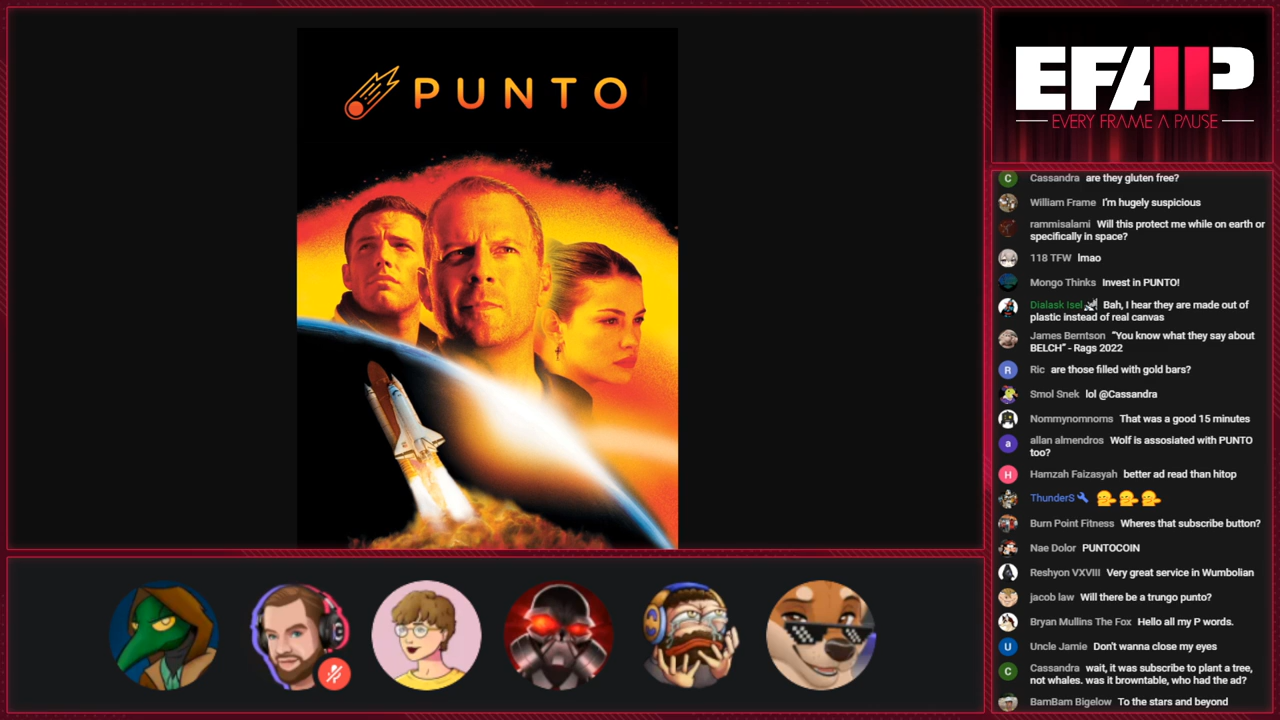 PUNTO
EFAP
EVERY FRAME A PAUSE
C Cassandra are they gluten free?
William Frame I'm hugely suspicious
rammisalami Will this protect me while on earth or
specifically in space?
118 TFW lmao
Mongo Thinks Invest in PUNTO!
Dialask Isel Bah, I hear they are made out of
plastic instead of real canvas
James Berntson “You know what they say about
BELCH” - Rags 2022
R Ric are those filled with gold bars?
Smol Snek lol @Cassandra
Nommynomnoms That was a good 15 minutes
a allan almendros Wolf is assosiated with PUNTO
too?
H Hamzah Faizasyah better ad read than hitop
ThunderS
Burn Point Fitness Wheres that subscribe button?
Nae Dolor PUNTOCOIN
Reshyon VXVIII Very great service in Wumbolian
jacob law Will there be a trungo punto?
Bryan Mullins The Fox Hello all my P words.
U Uncle Jamie Don't wanna close my eyes
C Cassandra wait, it was subscribe to plant a tree,
not whales. was it browntable, who had the ad?
BamBam Bigelow To the stars and beyond